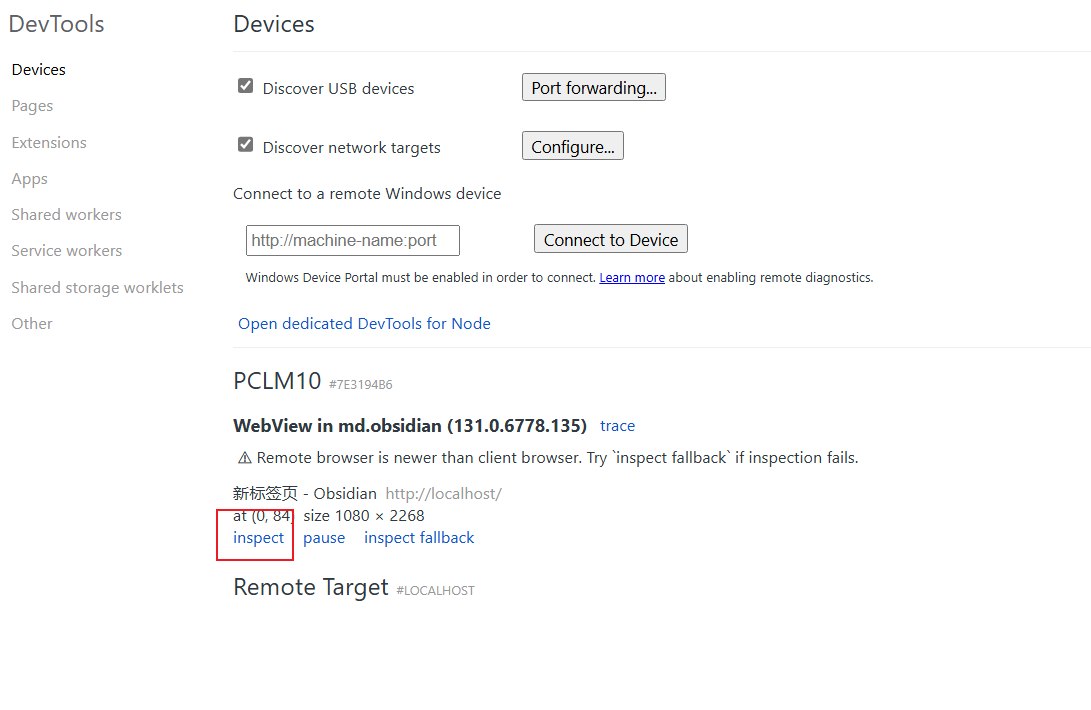 DevTools
Devices
Pages
Extensions
Apps
Shared workers
Service workers
Shared storage worklets
Other
Devices
Discover USB devices
Port forwarding...
Discover network targets
Configure...
Connect to a remote Windows device
http://machine-name:port
Connect to Device
Windows Device Portal must be enabled in order to connect. Learn more about enabling remote diagnostics.
Open dedicated DevTools for Node
PCLM10 #7E3194B6
WebView in md.obsidian (131.0.6778.135) trace
⚠ Remote browser is newer than client browser. Try `inspect fallback` if inspection fails.
新标签页 - Obsidian http://localhost/
at (0, 84) size 1080 × 2268
inspect pause inspect fallback
Remote Target #LOCALHOST